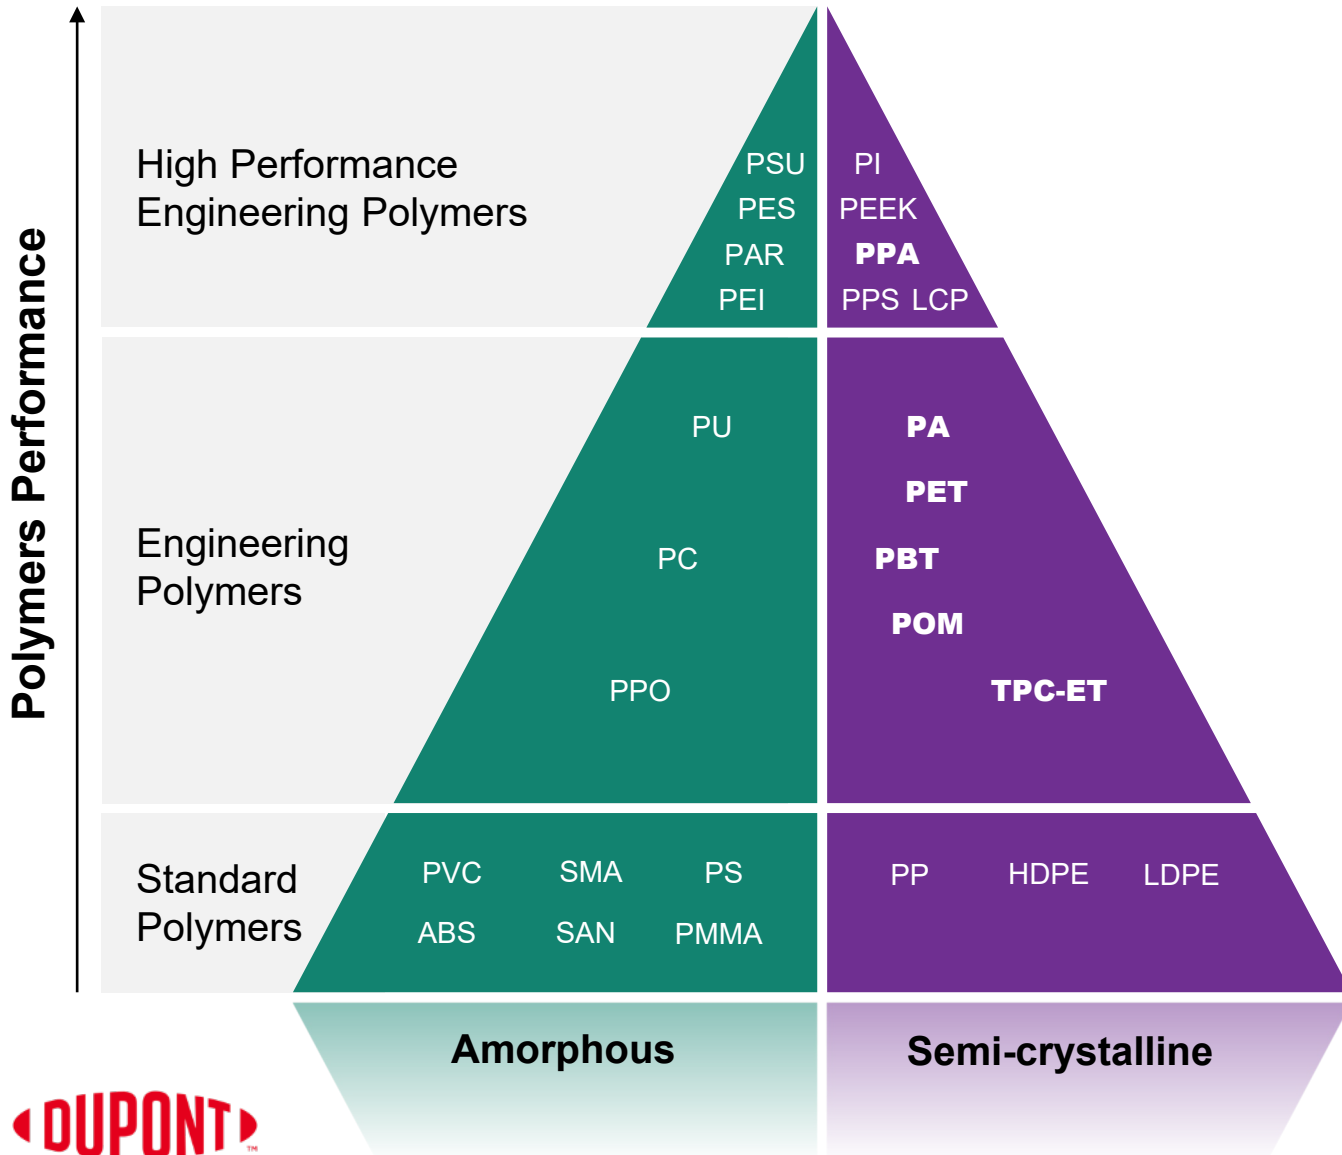 Polymers Performance
High Performance
Engineering Polymers
PSU
PES
PAR
PEI
PI
PEEK
PPA
PPS LCP
Engineering
Polymers
PU
PC
PPO
PA
PET
PBT
POM
TPC-ET
Standard
Polymers
PVC SMA PS
ABS SAN PMMA
PP HDPE LDPE
Amorphous
Semi-crystalline
DUPONT™